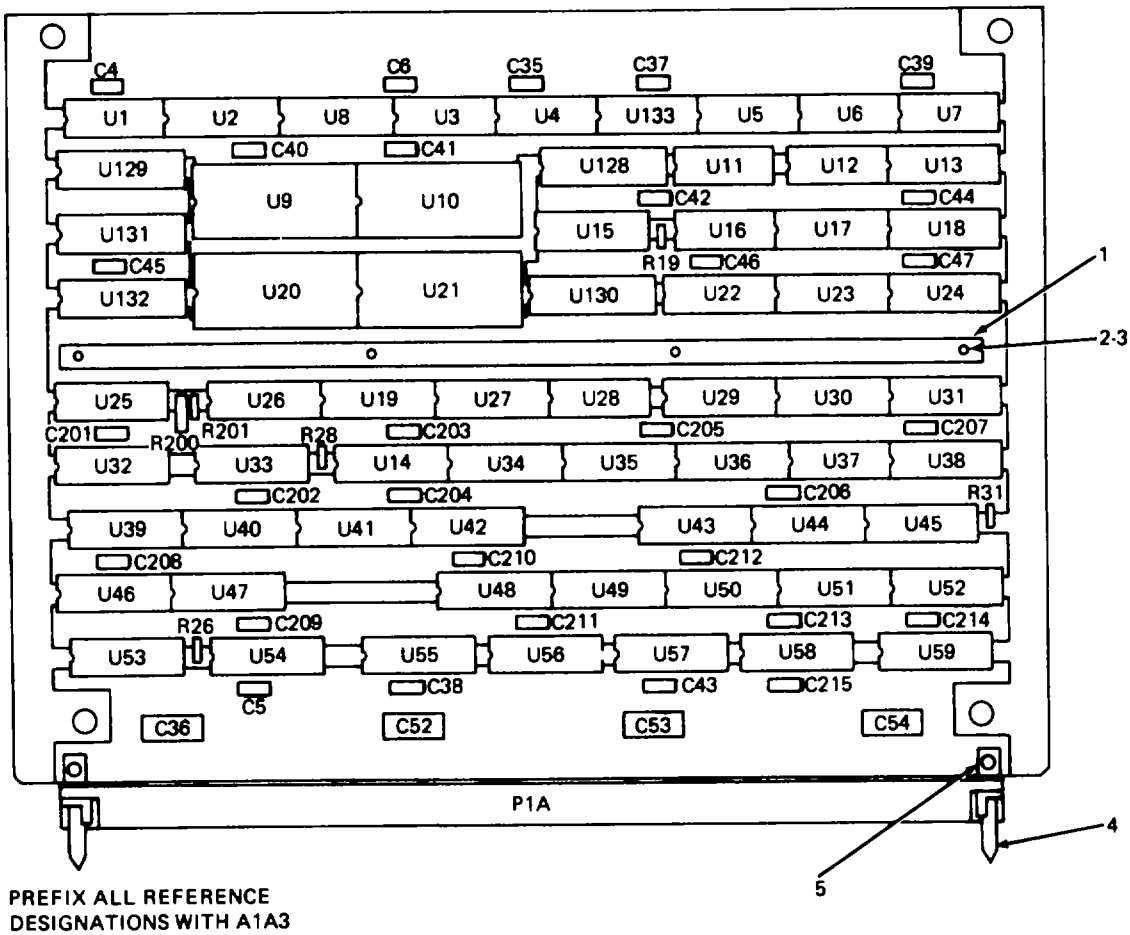 C4 C6 C35 C37 C39
U1 U2 U8 U3 U4 U133 U5 U6 U7
C40 C41
U129 U9 U10 U128 U11 U12 U13
C42 C44
U131 U15 U16 U17 U18
C45 R19 C46 C47 1
U132 U20 U21 U130 U22 U23 U24
2-3
U25 U26 U19 U27 U28 U29 U30 U31
C201 R200 R201 R28 C203 C205 C207
U32 U33 U14 U34 U35 U36 U37 U38
C202 C204 C206 R31
U39 U40 U41 U42 U43 U44 U45
C208 C210 C212
U46 U47 U48 U49 U50 U51 U52
R26 C209 C211 C213 C214
U53 U54 U55 U56 U57 U58 U59
C5 C38 C43 C215
C36 C52 C53 C54
P1A
4
5
PREFIX ALL REFERENCE
DESIGNATIONS WITH A1A3